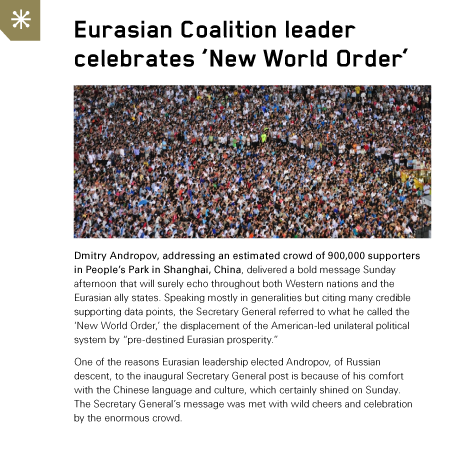 Eurasian Coalition leader
celebrates ‘New World Order’
Dmitry Andropov, addressing an estimated crowd of 900,000 supporters
in People’s Park in Shanghai, China, delivered a bold message Sunday
afternoon that will surely echo throughout both Western nations and the
Eurasian ally states. Speaking mostly in generalities but citing many credible
supporting data points, the Secretary General referred to what he called the
‘New World Order,’ the displacement of the American-led unilateral political
system by “pre-destined Eurasian prosperity.”
One of the reasons Eurasian leadership elected Andropov, of Russian
descent, to the inaugural Secretary General post is because of his comfort
with the Chinese language and culture, which certainly shined on Sunday.
The Secretary General’s message was met with wild cheers and celebration
by the enormous crowd.